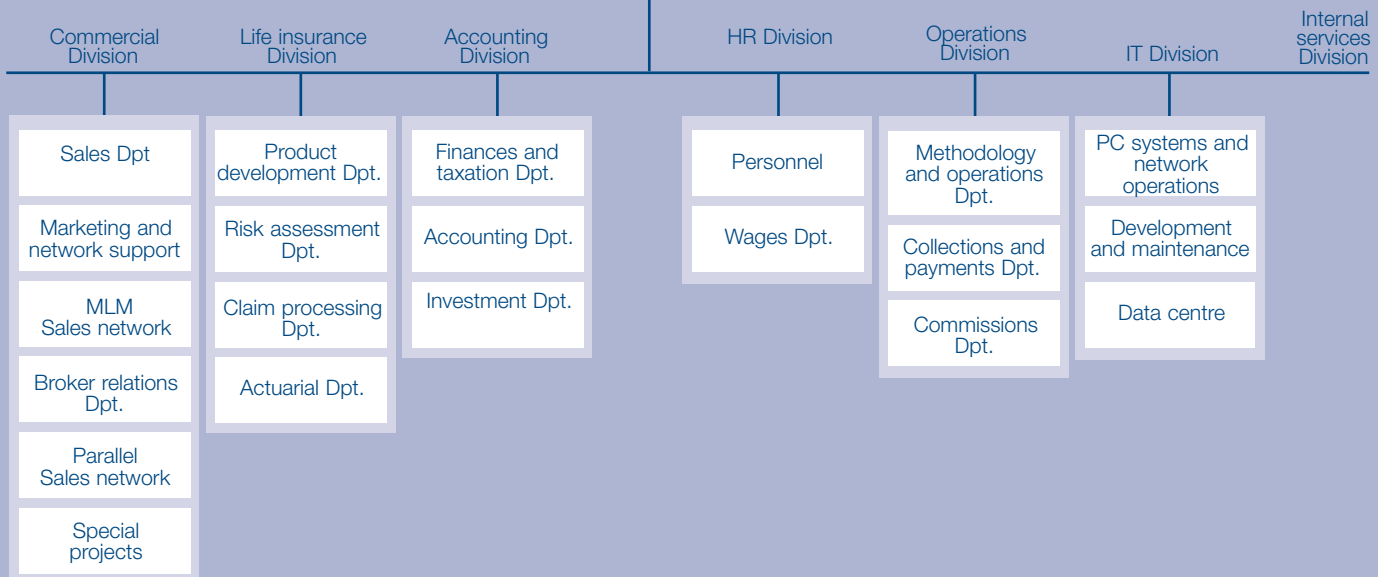 Commercial
Division
Life insurance
Division
Accounting
Division
HR Division
Operations
Division
IT Division
Internal
services
Division
Sales Dpt
Marketing and
network support
MLM
Sales network
Broker relations
Dpt.
Parallel
Sales network
Special
projects
Product
development Dpt.
Risk assessment
Dpt.
Claim processing
Dpt.
Actuarial Dpt.
Finances and
taxation Dpt.
Accounting Dpt.
Investment Dpt.
Personnel
Wages Dpt.
Methodology
and operations
Dpt.
Collections and
payments Dpt.
Commissions
Dpt.
PC systems and
network
operations
Development
and maintenance
Data centre